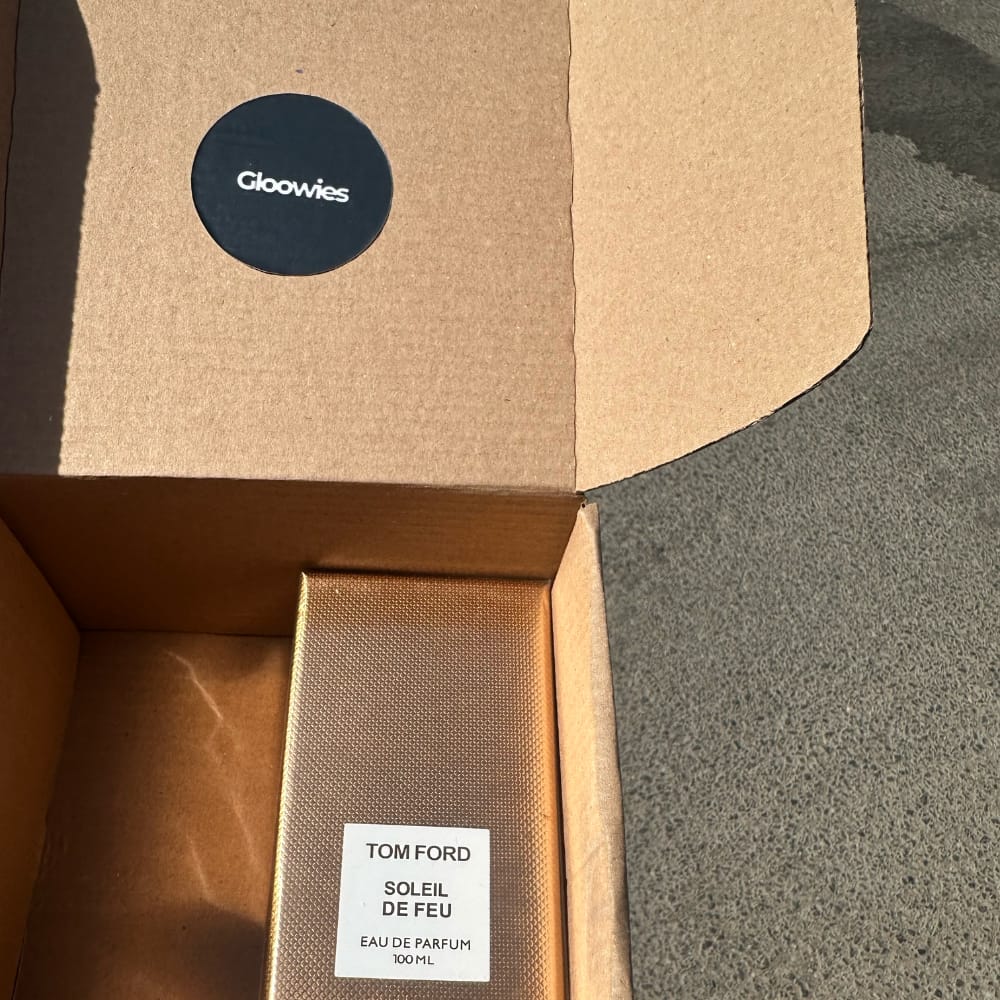 Gloowies
TOM FORD
SOLEIL
DE FEU
EAU DE PARFUM
100 ML